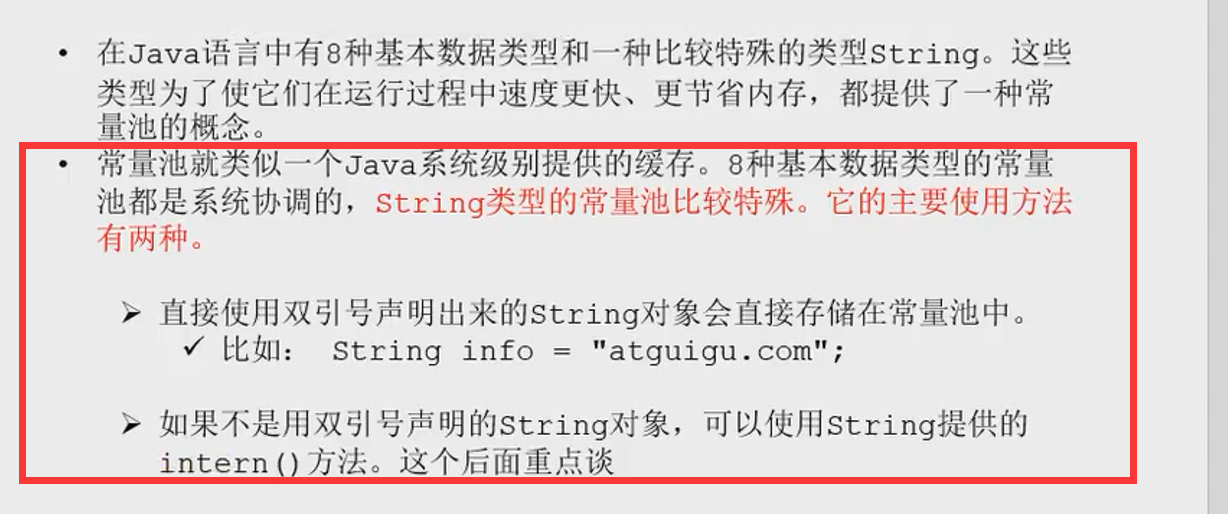 • 在Java语言中有8种基本数据类型和一种比较特殊的类型String。这些
类型为了使它们在运行过程中速度更快、更节省内存，都提供了一种常
量池的概念。
• 常量池就类似一个Java系统级别提供的缓存。8种基本数据类型的常量
池都是系统协调的，String类型的常量池比较特殊。它的主要使用方法
有两种。
➢ 直接使用双引号声明出来的String对象会直接存储在常量池中。
✓ 比如： String info = "atguigu.com";
➢ 如果不是用双引号声明的String对象，可以使用String提供的
intern()方法。这个后面重点谈